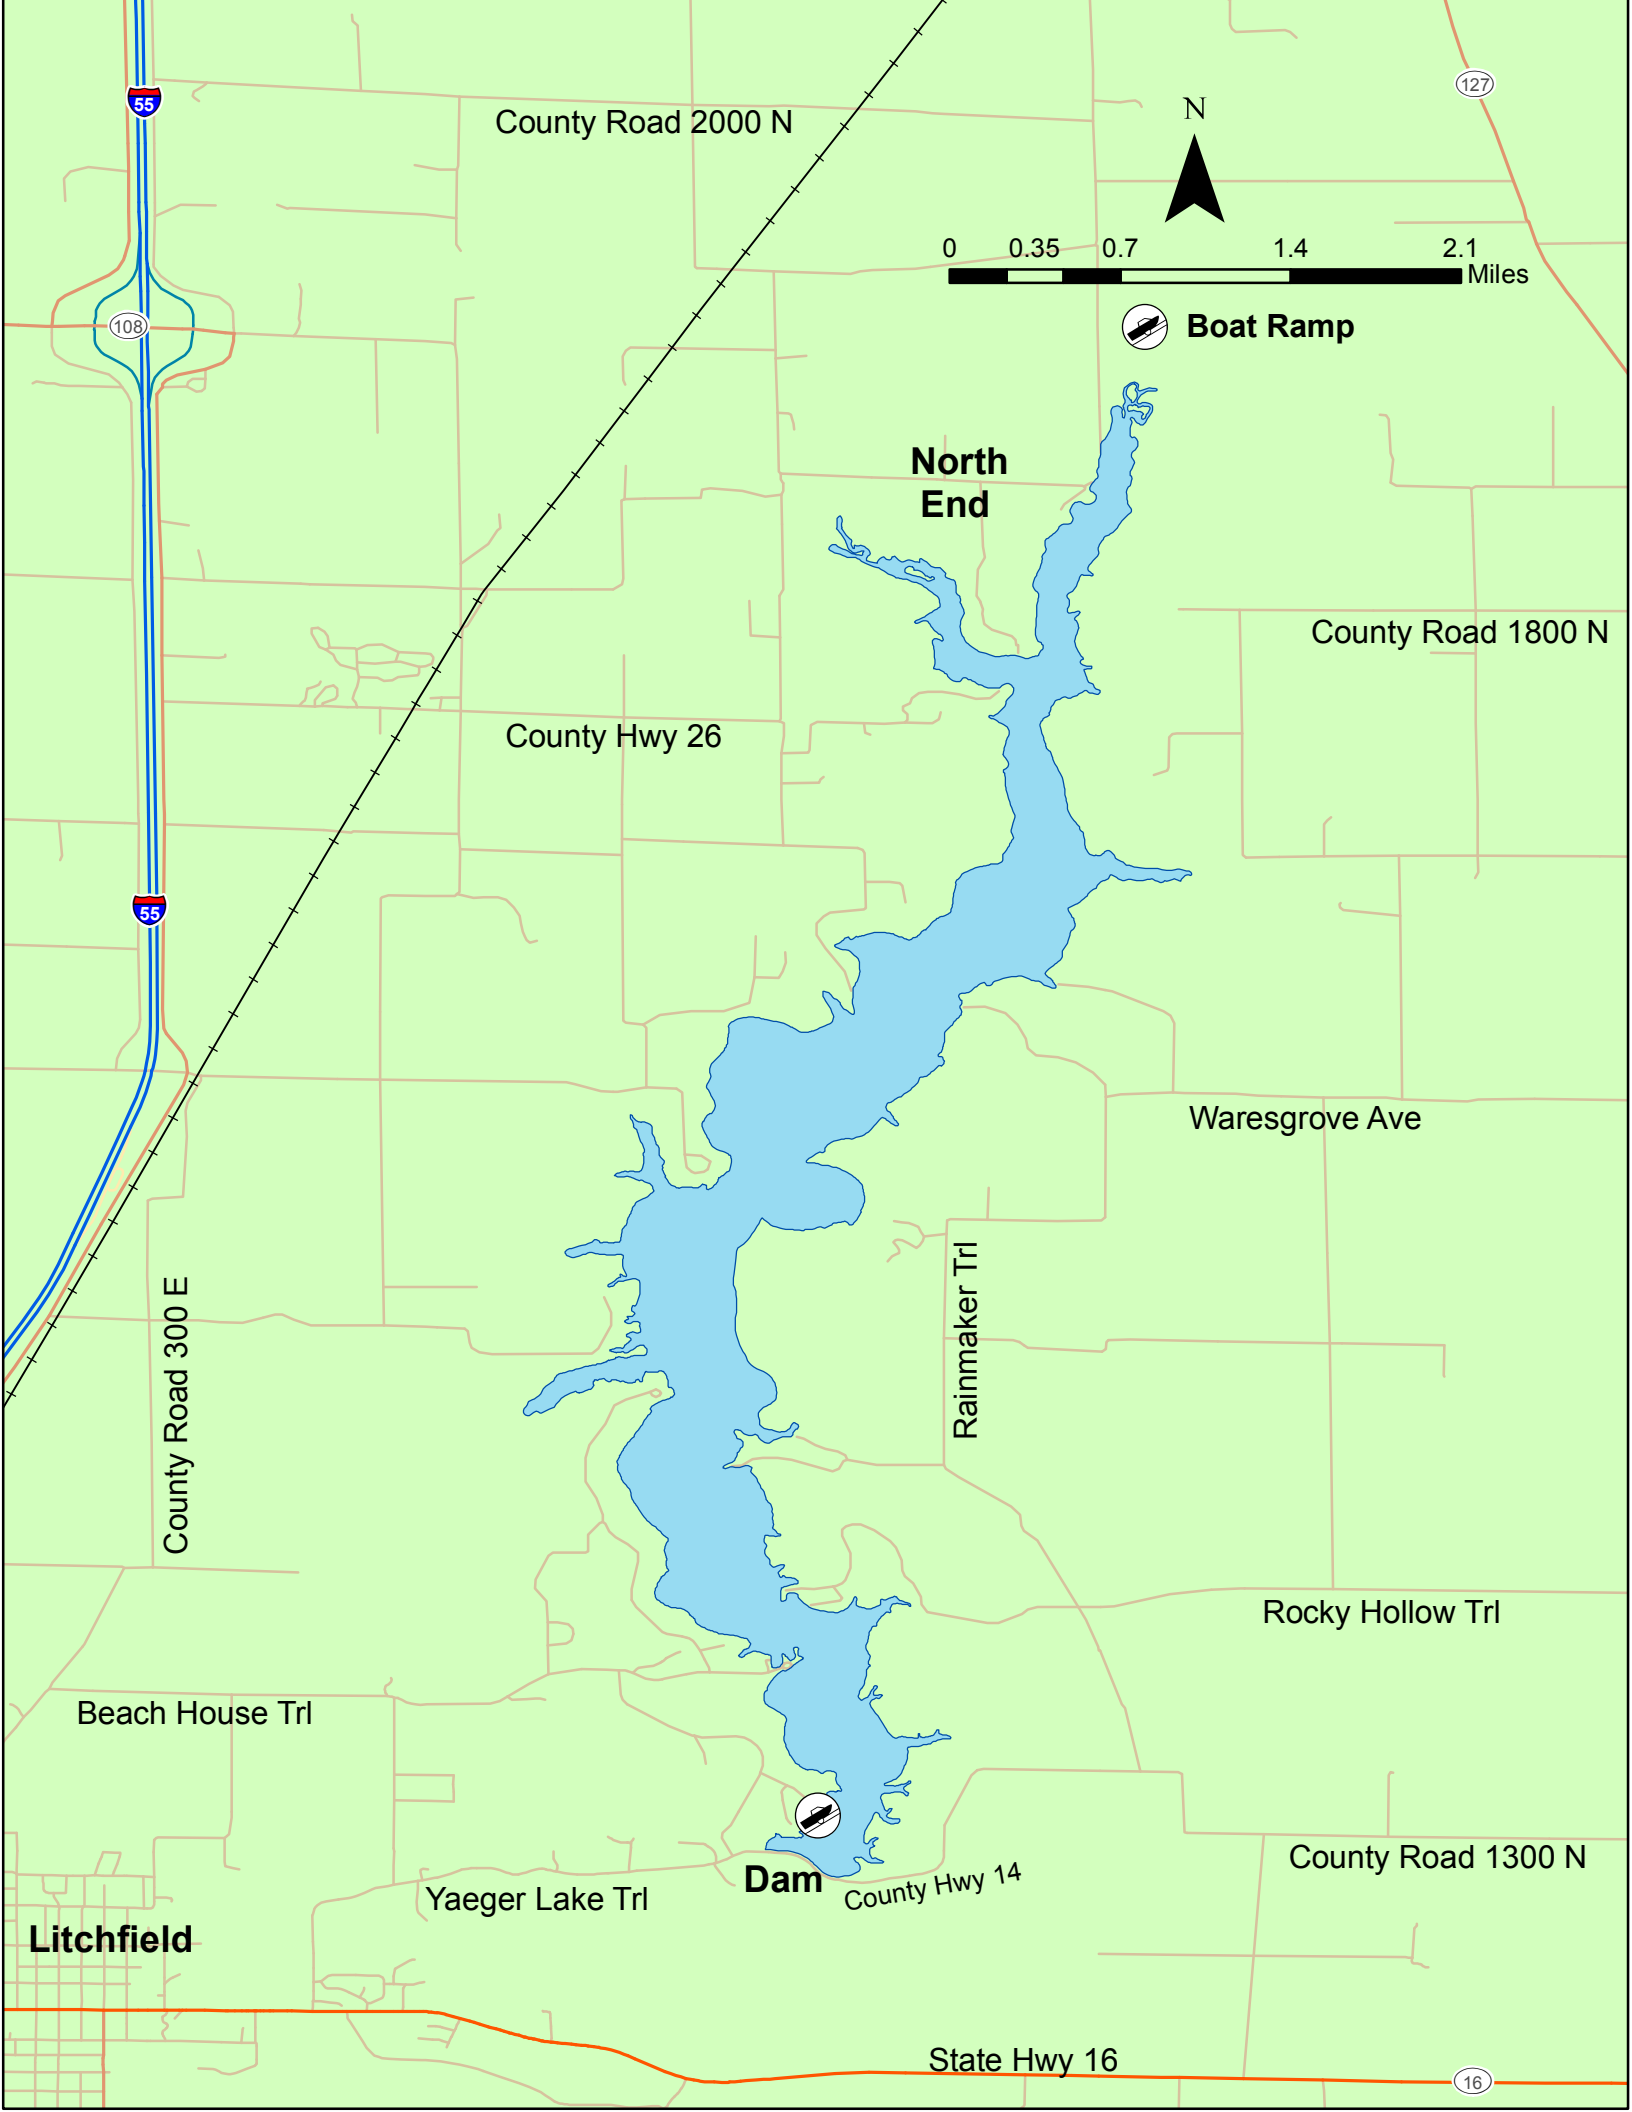 55
127
County Road 2000 N
N
0 0.35 0.7 1.4 2.1
Miles
108
Boat Ramp
North
End
County Road 1800 N
County Hwy 26
55
Waresgrove Ave
Rainmaker Trl
County Road 300 E
Rocky Hollow Trl
Beach House Trl
County Road 1300 N
Dam
County Hwy 14
Yaeger Lake Trl
Litchfield
State Hwy 16
16